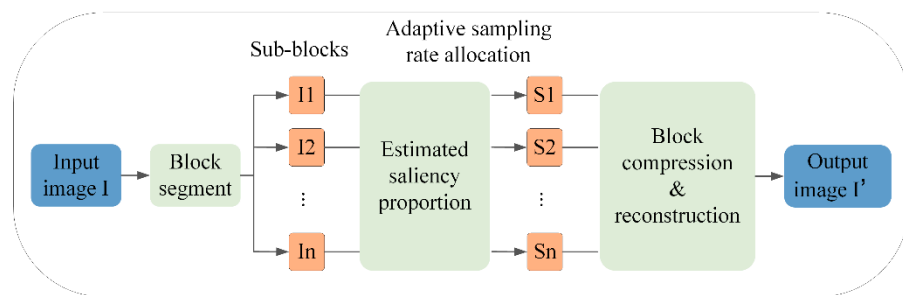 Sub-blocks
Adaptive sampling
rate allocation
Input
image I
Block
segment
I1
I2
⋮
In
Estimated
saliency
proportion
S1
S2
⋮
Sn
Block
compression
&
reconstruction
Output
image I’